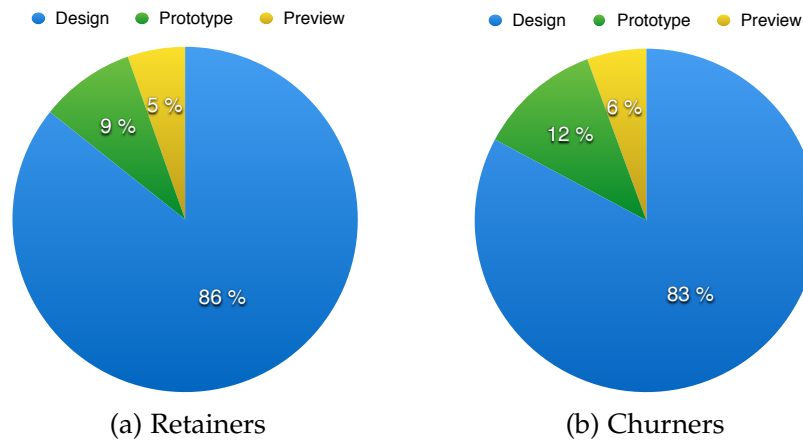 Design Prototype Preview
5 %
9 %
86 %
(a) Retainers
Design Prototype Preview
6 %
12 %
83 %
(b) Churners